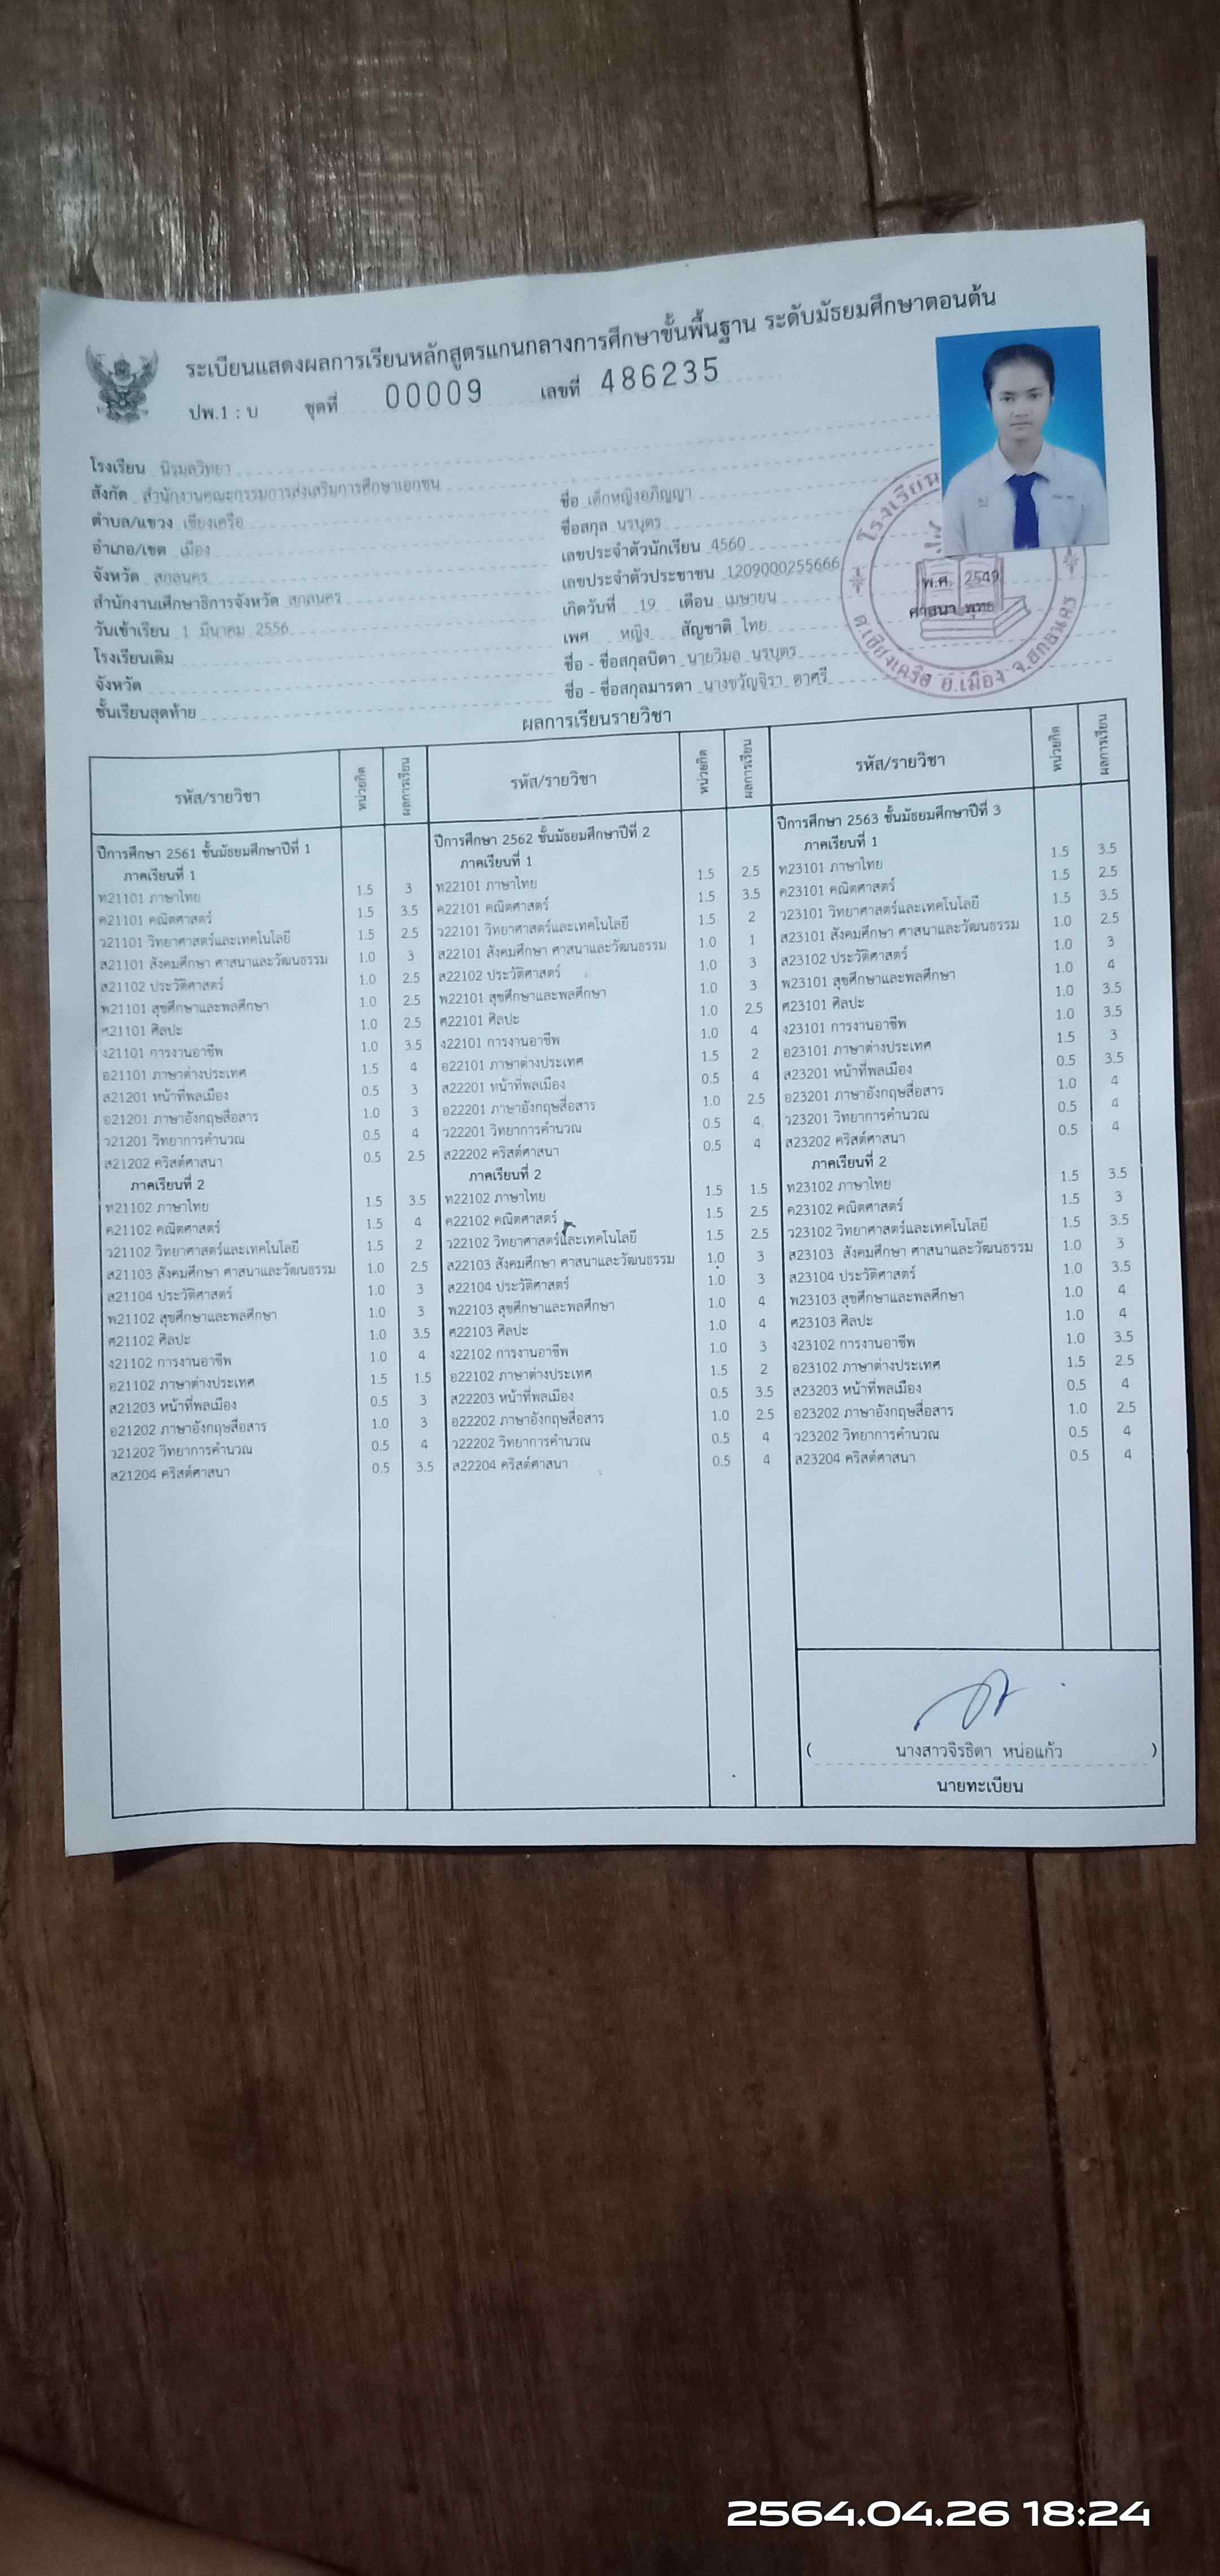 ระเบียนแสดงผลการเรียนหลักสูตรแกนกลางการศึกษาขั้นพื้นฐาน ระดับมัธยมศึกษาตอนต้น
ปพ.1 : บ ชุดที่ 00009 เลขที่ 486235
โรงเรียน นิรมลวิทยา
สังกัด สำนักงานคณะกรรมการส่งเสริมการศึกษาเอกชน
ตำบล/แขวง เชียงเครือ
อำเภอ/เขต เมือง
จังหวัด สกลนคร
สำนักงานศึกษาธิการจังหวัด สกลนคร
วันเข้าเรียน 1 มีนาคม 2556
โรงเรียนเดิม
จังหวัด
ชั้นเรียนสุดท้าย
ชื่อ เด็กหญิงอภิญญา
ชื่อสกุล นรบุตร
เลขประจำตัวนักเรียน 4560
เลขประจำตัวประชาชน 1209000255666
เกิดวันที่ 19 เดือน เมษายน พ.ศ. 2549
เพศ หญิง สัญชาติ ไทย ศาสนา พุทธ
ชื่อ - ชื่อสกุลบิดา นายวิมล นรบุตร
ชื่อ - ชื่อสกุลมารดา นางขวัญจิรา ตาศรี
โรงเรียน
ต.เชียงเครือ อ.เมือง จ.สกลนคร
ผลการเรียนรายวิชา
รหัส/รายวิชา หน่วยกิต ผลการเรียน
ปีการศึกษา 2561 ชั้นมัธยมศึกษาปีที่ 1
ภาคเรียนที่ 1
ท21101 ภาษาไทย 1.5 3
ค21101 คณิตศาสตร์ 1.5 3.5
ว21101 วิทยาศาสตร์และเทคโนโลยี 1.5 2.5
ส21101 สังคมศึกษา ศาสนาและวัฒนธรรม 1.0 3
ส21102 ประวัติศาสตร์ 1.0 2.5
พ21101 สุขศึกษาและพลศึกษา 1.0 2.5
ศ21101 ศิลปะ 1.0 2.5
ง21101 การงานอาชีพ 1.0 3.5
อ21101 ภาษาต่างประเทศ 1.5 4
ส21201 หน้าที่พลเมือง 0.5 3
อ21201 ภาษาอังกฤษสื่อสาร 1.0 3
ว21201 วิทยาการคำนวณ 0.5 4
ส21202 คริสต์ศาสนา 0.5 2.5
ภาคเรียนที่ 2
ท21102 ภาษาไทย 1.5 3.5
ค21102 คณิตศาสตร์ 1.5 4
ว21102 วิทยาศาสตร์และเทคโนโลยี 1.5 2
ส21103 สังคมศึกษา ศาสนาและวัฒนธรรม 1.0 2.5
ส21104 ประวัติศาสตร์ 1.0 3
พ21102 สุขศึกษาและพลศึกษา 1.0 3
ศ21102 ศิลปะ 1.0 3.5
ง21102 การงานอาชีพ 1.0 4
อ21102 ภาษาต่างประเทศ 1.5 1.5
ส21203 หน้าที่พลเมือง 0.5 3
อ21202 ภาษาอังกฤษสื่อสาร 1.0 3
ว21202 วิทยาการคำนวณ 0.5 4
ส21204 คริสต์ศาสนา 0.5 3.5
รหัส/รายวิชา หน่วยกิต ผลการเรียน
ปีการศึกษา 2562 ชั้นมัธยมศึกษาปีที่ 2
ภาคเรียนที่ 1
ท22101 ภาษาไทย 1.5 2.5
ค22101 คณิตศาสตร์ 1.5 3.5
ว22101 วิทยาศาสตร์และเทคโนโลยี 1.5 2
ส22101 สังคมศึกษา ศาสนาและวัฒนธรรม 1.0 1
ส22102 ประวัติศาสตร์ 1.0 3
พ22101 สุขศึกษาและพลศึกษา 1.0 3
ศ22101 ศิลปะ 1.0 2.5
ง22101 การงานอาชีพ 1.0 4
อ22101 ภาษาต่างประเทศ 1.5 2
ส22201 หน้าที่พลเมือง 0.5 4
อ22201 ภาษาอังกฤษสื่อสาร 1.0 2.5
ว22201 วิทยาการคำนวณ 0.5 4
ส22202 คริสต์ศาสนา 0.5 4
ภาคเรียนที่ 2
ท22102 ภาษาไทย 1.5 1.5
ค22102 คณิตศาสตร์ 1.5 2.5
ว22102 วิทยาศาสตร์และเทคโนโลยี 1.5 2.5
ส22103 สังคมศึกษา ศาสนาและวัฒนธรรม 1.0 3
ส22104 ประวัติศาสตร์ 1.0 3
พ22103 สุขศึกษาและพลศึกษา 1.0 4
ศ22103 ศิลปะ 1.0 4
ง22102 การงานอาชีพ 1.0 3
อ22102 ภาษาต่างประเทศ 1.5 2
ส22203 หน้าที่พลเมือง 0.5 3.5
อ22202 ภาษาอังกฤษสื่อสาร 1.0 2.5
ว22202 วิทยาการคำนวณ 0.5 4
ส22204 คริสต์ศาสนา 0.5 4
รหัส/รายวิชา หน่วยกิต ผลการเรียน
ปีการศึกษา 2563 ชั้นมัธยมศึกษาปีที่ 3
ภาคเรียนที่ 1
ท23101 ภาษาไทย 1.5 3.5
ค23101 คณิตศาสตร์ 1.5 2.5
ว23101 วิทยาศาสตร์และเทคโนโลยี 1.5 3.5
ส23101 สังคมศึกษา ศาสนาและวัฒนธรรม 1.0 2.5
ส23102 ประวัติศาสตร์ 1.0 3
พ23101 สุขศึกษาและพลศึกษา 1.0 4
ศ23101 ศิลปะ 1.0 3.5
ง23101 การงานอาชีพ 1.0 3.5
อ23101 ภาษาต่างประเทศ 1.5 3
ส23201 หน้าที่พลเมือง 0.5 3.5
อ23201 ภาษาอังกฤษสื่อสาร 1.0 4
ว23201 วิทยาการคำนวณ 0.5 4
ส23202 คริสต์ศาสนา 0.5 4
ภาคเรียนที่ 2
ท23102 ภาษาไทย 1.5 3.5
ค23102 คณิตศาสตร์ 1.5 3
ว23102 วิทยาศาสตร์และเทคโนโลยี 1.5 3.5
ส23103 สังคมศึกษา ศาสนาและวัฒนธรรม 1.0 3
ส23104 ประวัติศาสตร์ 1.0 3.5
พ23103 สุขศึกษาและพลศึกษา 1.0 4
ศ23103 ศิลปะ 1.0 4
ง23102 การงานอาชีพ 1.0 3.5
อ23102 ภาษาต่างประเทศ 1.5 2.5
ส23203 หน้าที่พลเมือง 0.5 4
อ23202 ภาษาอังกฤษสื่อสาร 1.0 2.5
ว23202 วิทยาการคำนวณ 0.5 4
ส23204 คริสต์ศาสนา 0.5 4
( นางสาวจิรธิดา หน่อแก้ว )
นายทะเบียน
2564.04.26 18:24